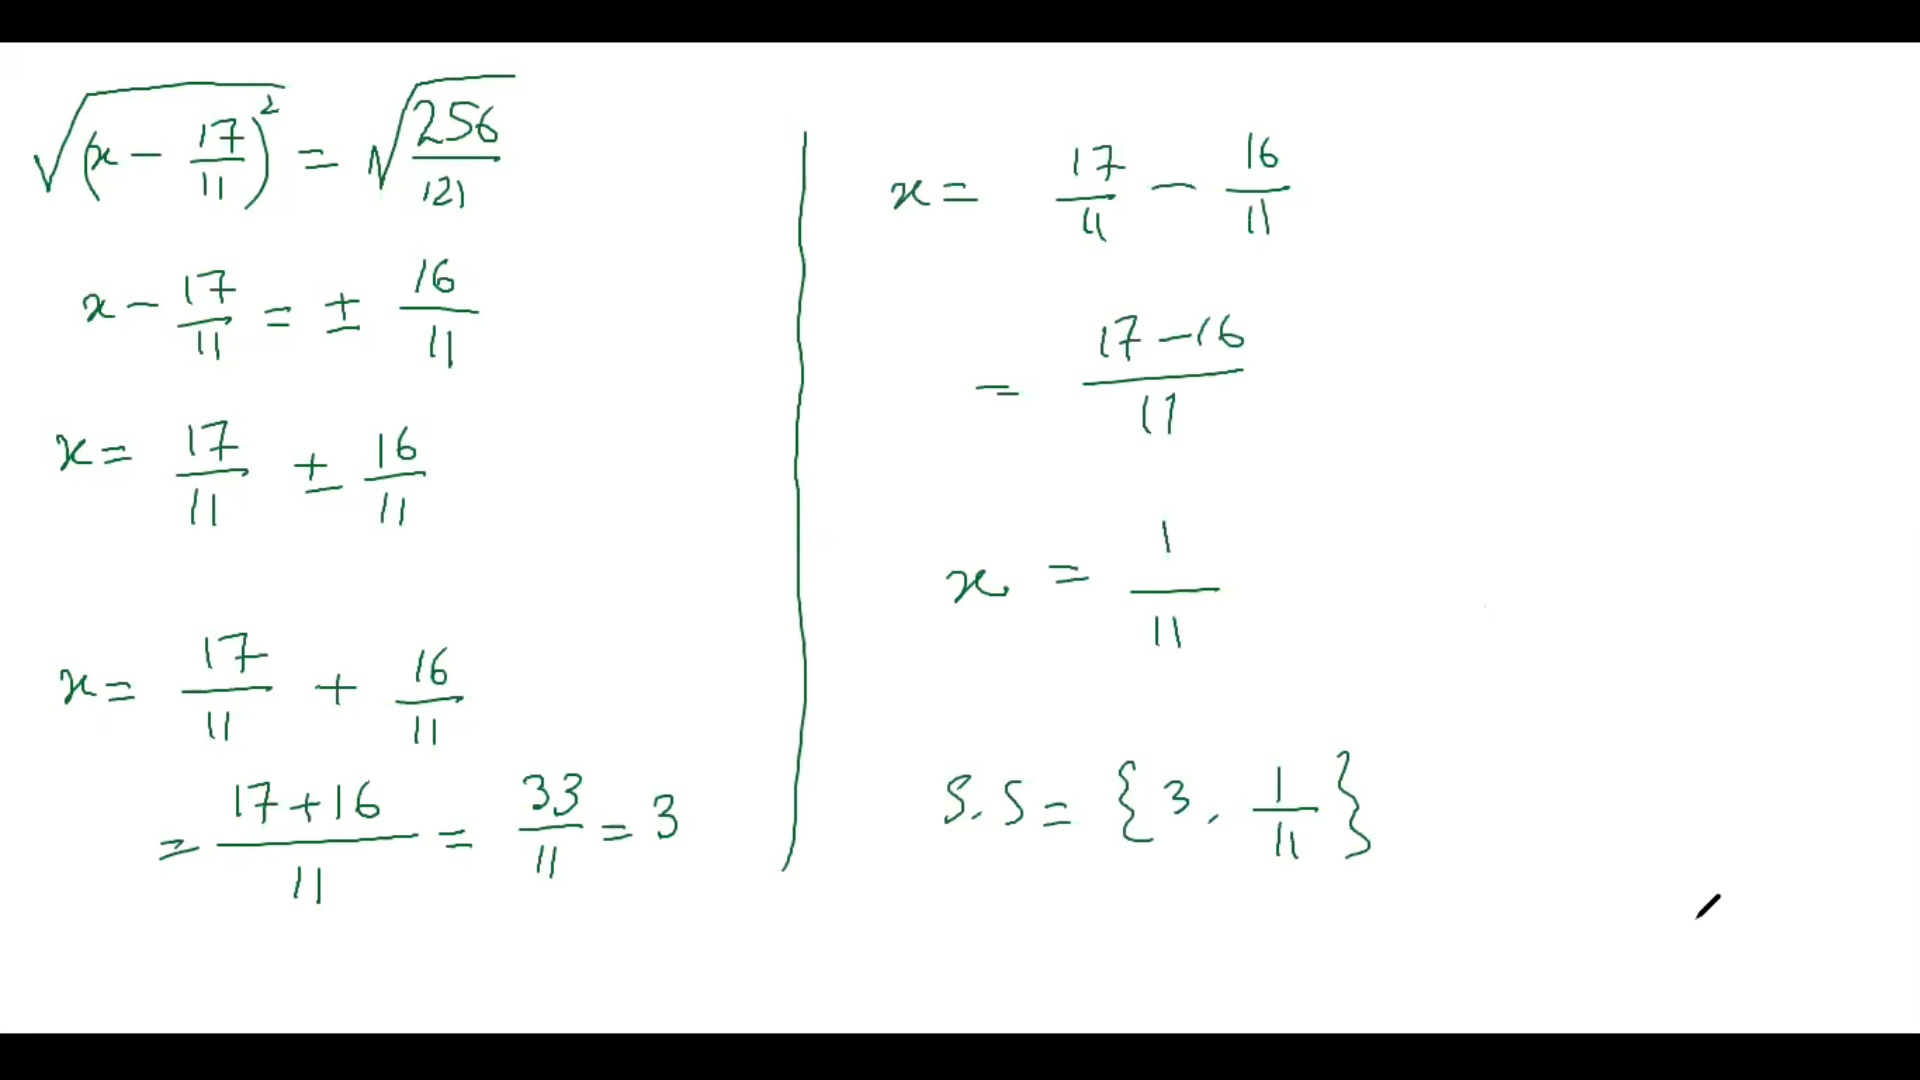 √(x − 17/11)² = √256/121
x − 17/11 = ± 16/11
x = 17/11 ± 16/11
x = 17/11 + 16/11
= 17+16/11 = 33/11 = 3
x = 17/11 − 16/11
= 17−16/11
x = 1/11
S.S = {3, 1/11}